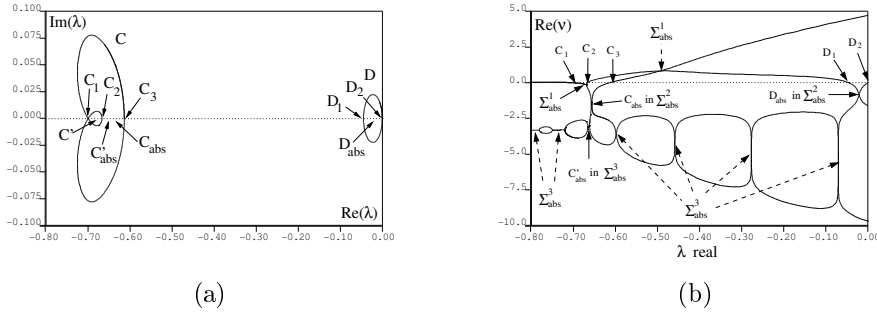 0.100
0.075
0.050
0.025
0.000
-0.025
-0.050
-0.075
-0.100
Im(λ)
C
C1 C2 C3
C'
C'abs
Cabs
D
D2
D1
Dabs
Re(λ)
-0.80 -0.70 -0.60 -0.50 -0.40 -0.30 -0.20 -0.10 0.00
(a)
5.0
2.5
0.0
-2.5
-5.0
-7.5
-10.0
Re(ν)
C1 C2 C3
Σ1abs
D1 D2
Σ1abs
Cabs in Σ2abs
Dabs in Σ2abs
C'abs in Σ3abs
Σ3abs
Σ3abs
-0.80 -0.70 -0.60 -0.50 -0.40 -0.30 -0.20 -0.10 0.00
λ real
(b)